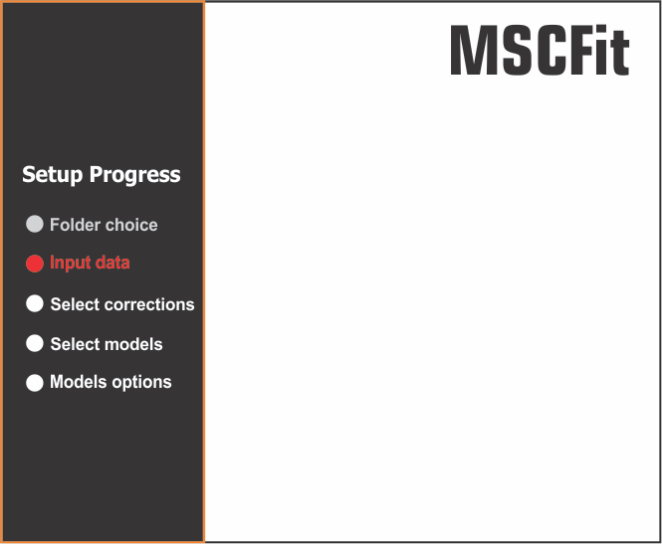 MSCFit
Setup Progress
Folder choice
Input data
Select corrections
Select models
Models options